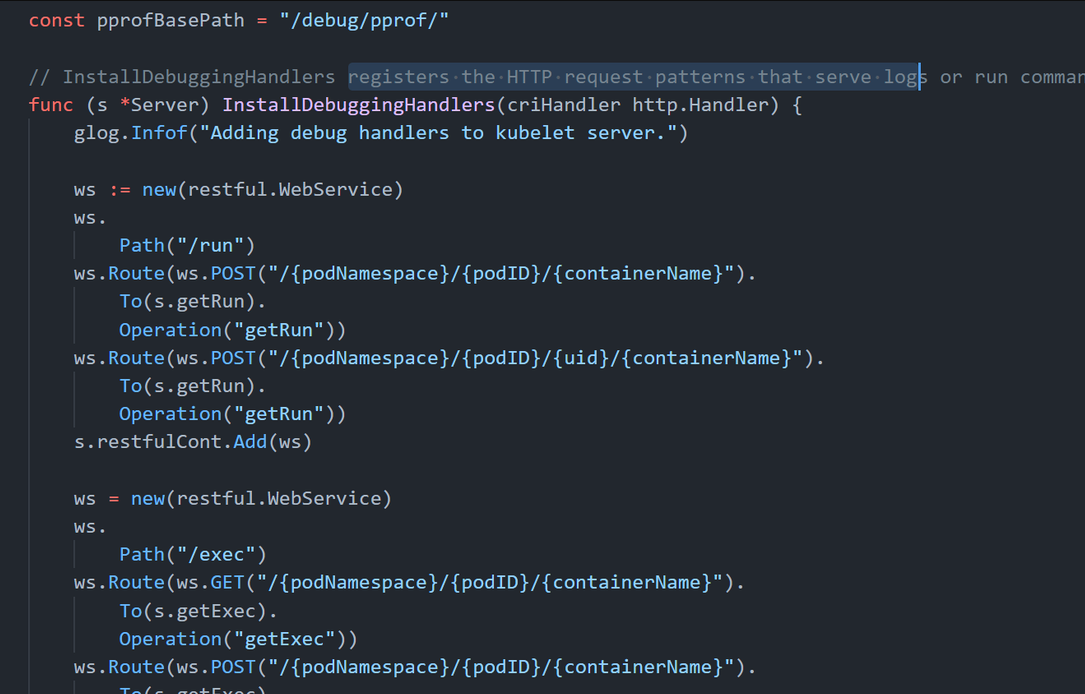 const pprofBasePath = "/debug/pprof/"
// InstallDebuggingHandlers registers the HTTP request patterns that serve logs or run comman
func (s *Server) InstallDebuggingHandlers(criHandler http.Handler) {
glog.Infof("Adding debug handlers to kubelet server.")
ws := new(restful.WebService)
ws.
Path("/run")
ws.Route(ws.POST("/{podNamespace}/{podID}/{containerName}").
To(s.getRun).
Operation("getRun"))
ws.Route(ws.POST("/{podNamespace}/{podID}/{uid}/{containerName}").
To(s.getRun).
Operation("getRun"))
s.restfulCont.Add(ws)
ws = new(restful.WebService)
ws.
Path("/exec")
ws.Route(ws.GET("/{podNamespace}/{podID}/{containerName}").
To(s.getExec).
Operation("getExec"))
ws.Route(ws.POST("/{podNamespace}/{podID}/{containerName}").
To(s.getExec).